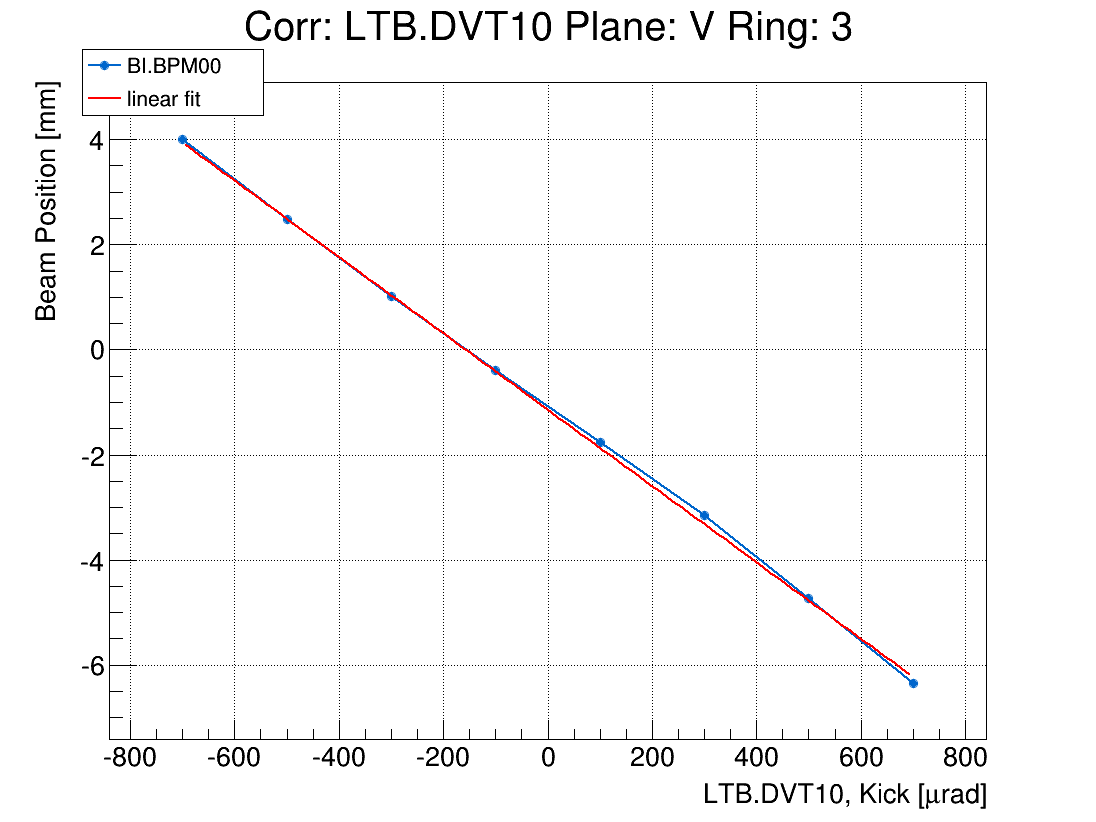 Corr: LTB.DVT10 Plane: V Ring: 3
BI.BPM00
linear fit
Beam Position [mm]
4
2
0
-2
-4
-6
-800 -600 -400 -200 0 200 400 600 800
LTB.DVT10, Kick [μrad]